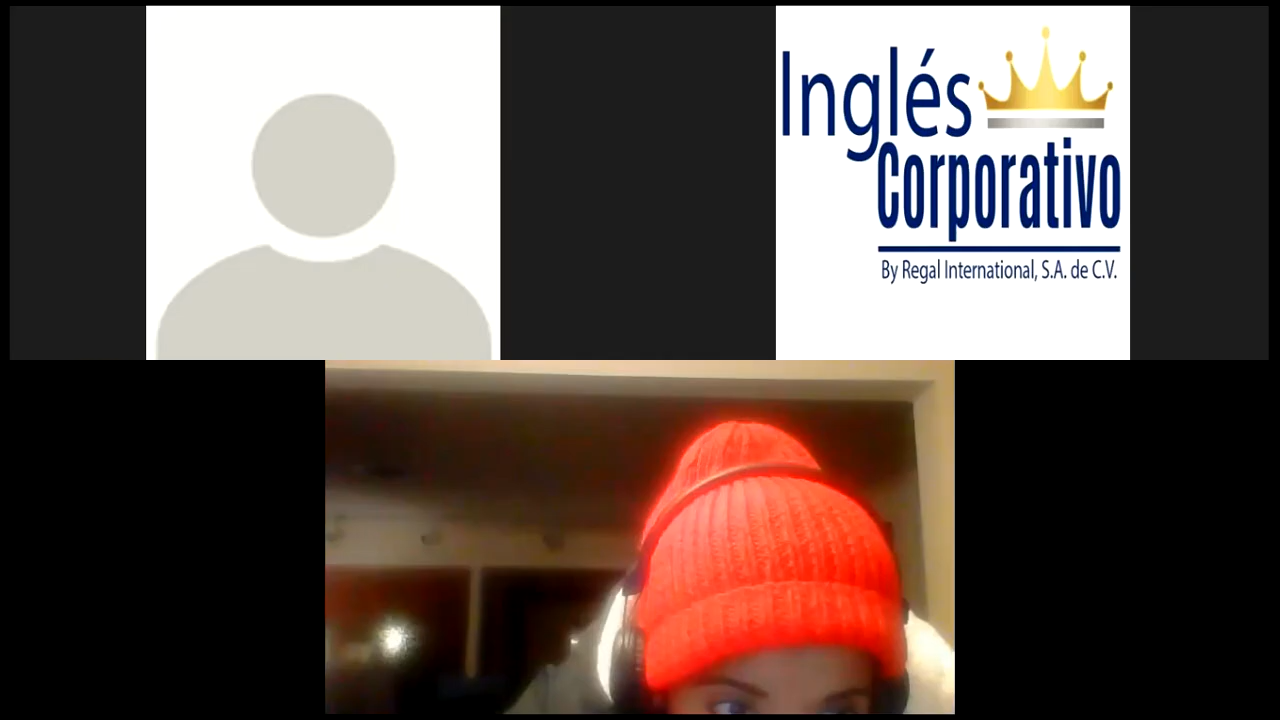 Inglés
Corporativo
By Regal International, S.A. de C.V.